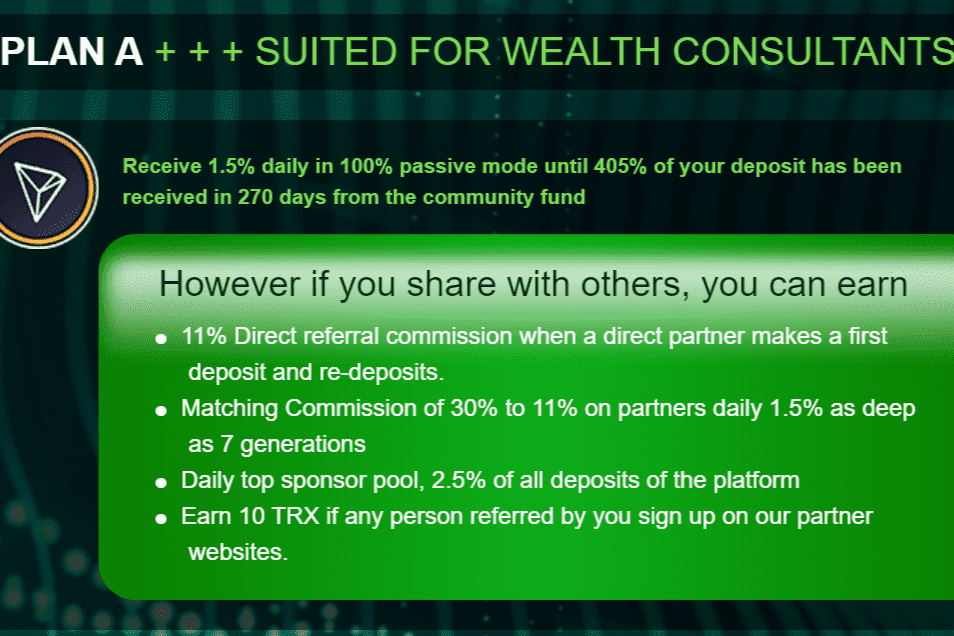 PLAN A + + + SUITED FOR WEALTH CONSULTANTS
Receive 1.5% daily in 100% passive mode until 405% of your deposit has been
received in 270 days from the community fund
However if you share with others, you can earn
● 11% Direct referral commission when a direct partner makes a first
deposit and re-deposits.
● Matching Commission of 30% to 11% on partners daily 1.5% as deep
as 7 generations
● Daily top sponsor pool, 2.5% of all deposits of the platform
● Earn 10 TRX if any person referred by you sign up on our partner
websites.